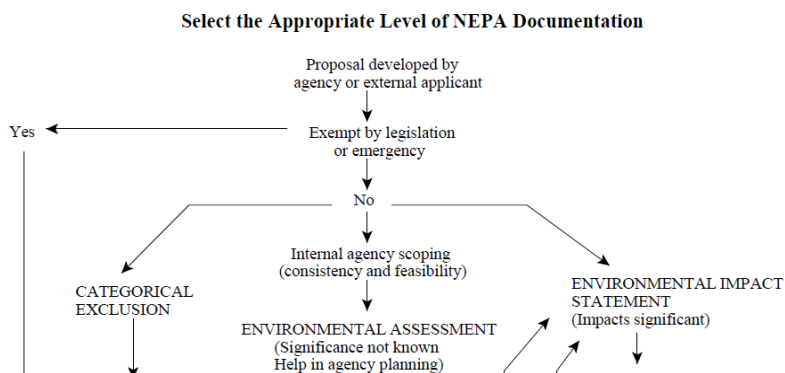 Select the Appropriate Level of NEPA Documentation
Proposal developed by
agency or external applicant
Yes
Exempt by legislation
or emergency
No
Internal agency scoping
(consistency and feasibility)
CATEGORICAL
EXCLUSION
ENVIRONMENTAL IMPACT
STATEMENT
(Impacts significant)
ENVIRONMENTAL ASSESSMENT
(Significance not known
Help in agency planning)